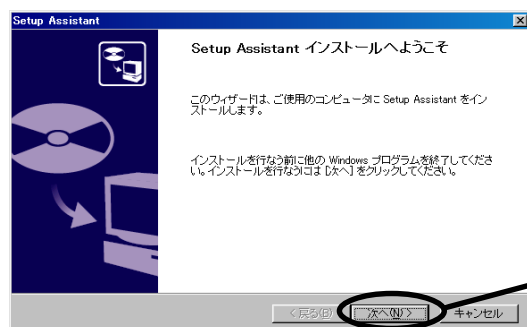 Setup Assistant
Setup Assistant インストールへようこそ
このウィザードは、ご使用のコンピュータに Setup Assistant をイン
ストールします。
インストールを行なう前に他の Windows プログラムを終了してくださ
い。インストールを行なうには [次へ] をクリックしてください。
< 戻る(B)
次へ(N) >
キャンセル